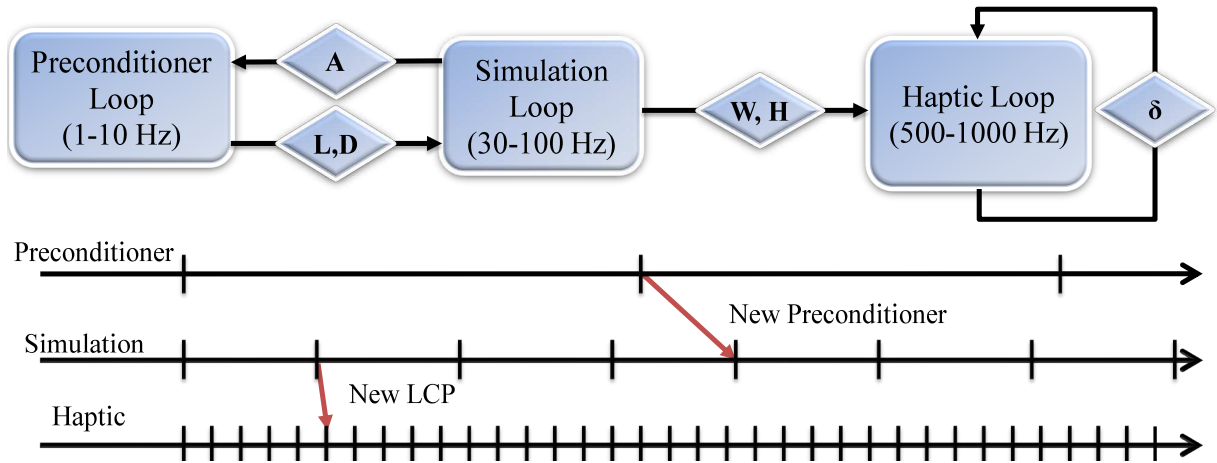 Preconditioner
Loop
(1-10 Hz)
A
L,D
Simulation
Loop
(30-100 Hz)
W, H
Haptic Loop
(500-1000 Hz)
δ
Preconditioner
New Preconditioner
Simulation
New LCP
Haptic